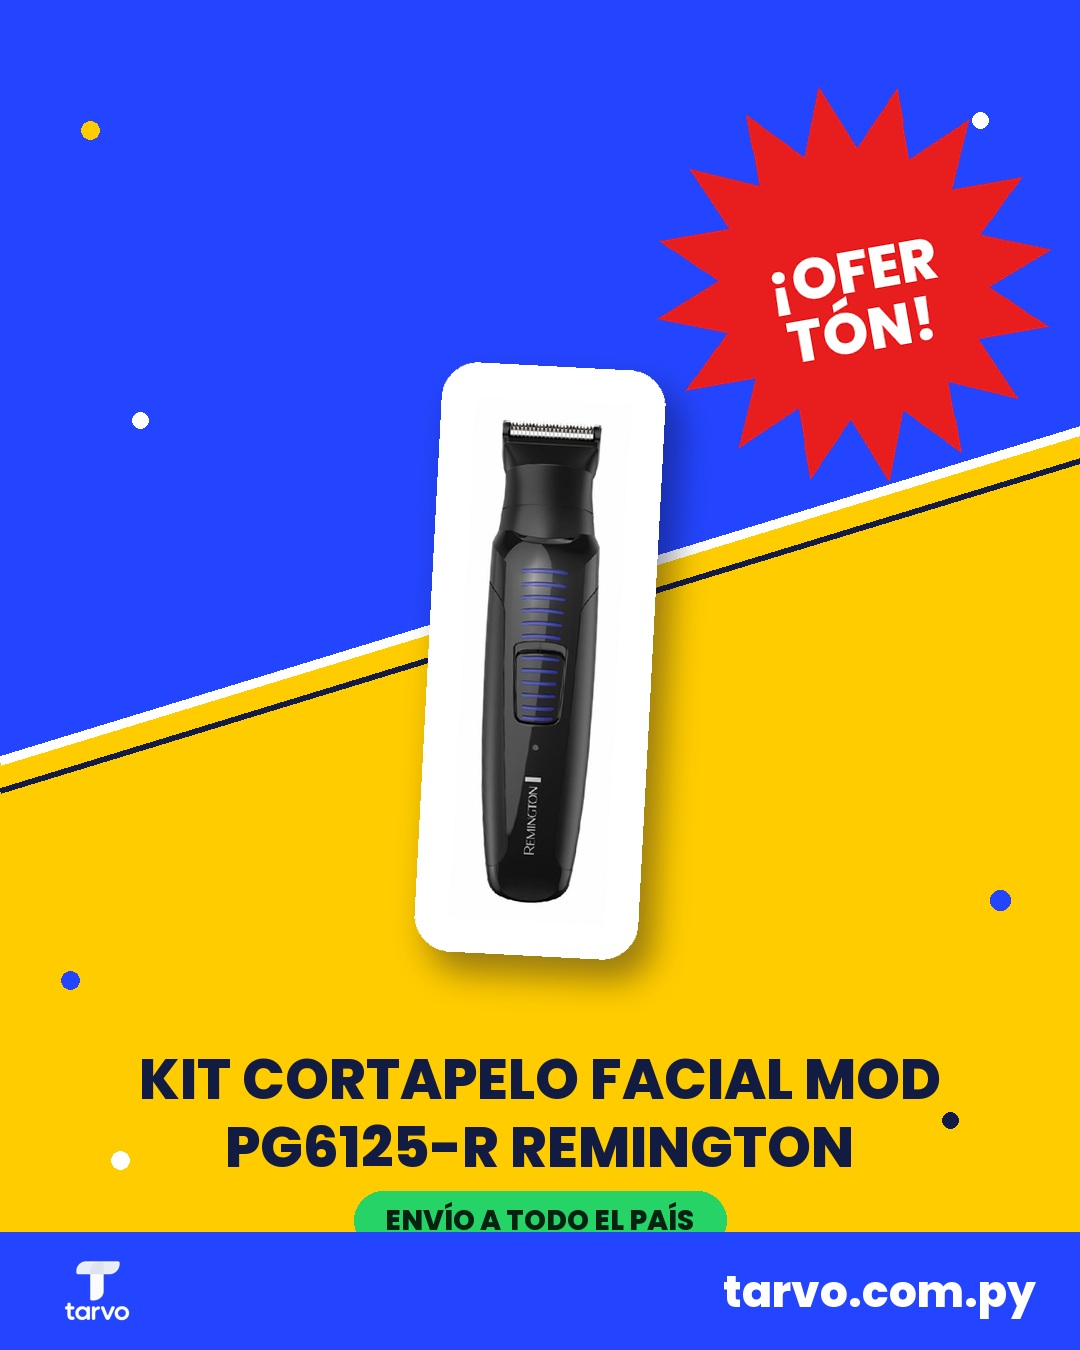 ¡OFER
TÓN!
REMINGTON
KIT CORTAPELO FACIAL MOD
PG6125-R REMINGTON
ENVÍO A TODO EL PAÍS
tarvo
tarvo.com.py